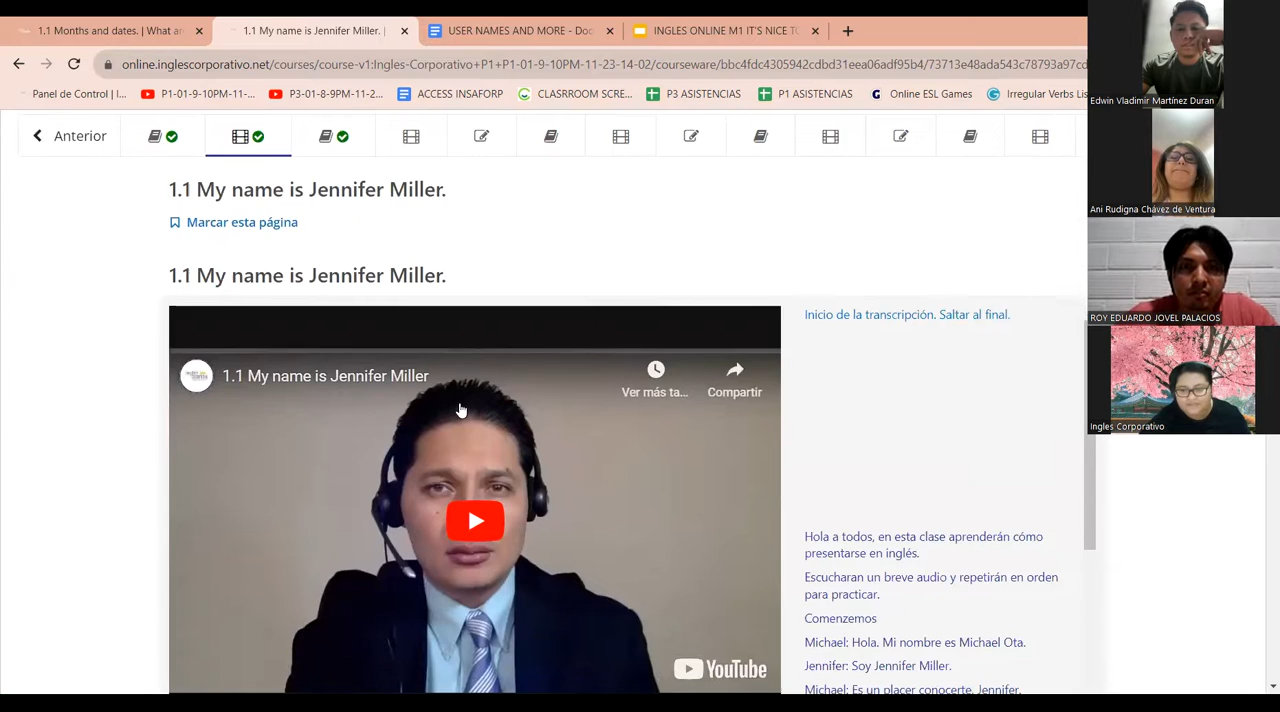 1.1 Months and dates. | What ar
1.1 My name is Jennifer Miller. |
USER NAMES AND MORE - Doc
INGLES ONLINE M1 IT'S NICE TO
online.inglescorporativo.net/courses/course-v1:Ingles-Corporativo+P1+P1-01-9-10PM-11-23-14-02/courseware/bbc4fdc4305942cdbd31eea06adf95b4/73713e48ada543c78793a97cd
Panel de Control | I...
P1-01-9-10PM-11-...
P3-01-8-9PM-11-2...
ACCESS INSAFORP
CLASRROOM SCRE...
P3 ASISTENCIAS
P1 ASISTENCIAS
Online ESL Games
Irregular Verbs Lis
Anterior
1.1 My name is Jennifer Miller.
Marcar esta página
1.1 My name is Jennifer Miller.
1.1 My name is Jennifer Miller
Ver más ta...
Compartir
YouTube
Inicio de la transcripción. Saltar al final.
Hola a todos, en esta clase aprenderán cómo
presentarse en inglés.
Escucharan un breve audio y repetirán en orden
para practicar.
Comenzemos
Michael: Hola. Mi nombre es Michael Ota.
Jennifer: Soy Jennifer Miller.
Michael: Es un placer conocerte, Jennifer.
Edwin Vladimir Martínez Duran
Ani Rudigna Chávez de Ventura
ROY EDUARDO JOVEL PALACIOS
Ingles Corporativo